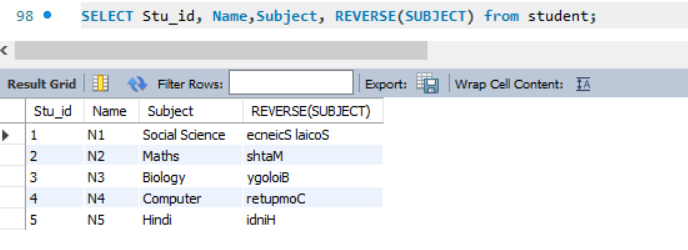 98 SELECT Stu_id, Name,Subject, REVERSE(SUBJECT) from student;
Result Grid Filter Rows: Export: Wrap Cell Content: IA
Stu_id Name Subject REVERSE(SUBJECT)
1 N1 Social Science ecneicS laicoS
2 N2 Maths shtaM
3 N3 Biology ygoloiB
4 N4 Computer retupmoC
5 N5 Hindi idniH